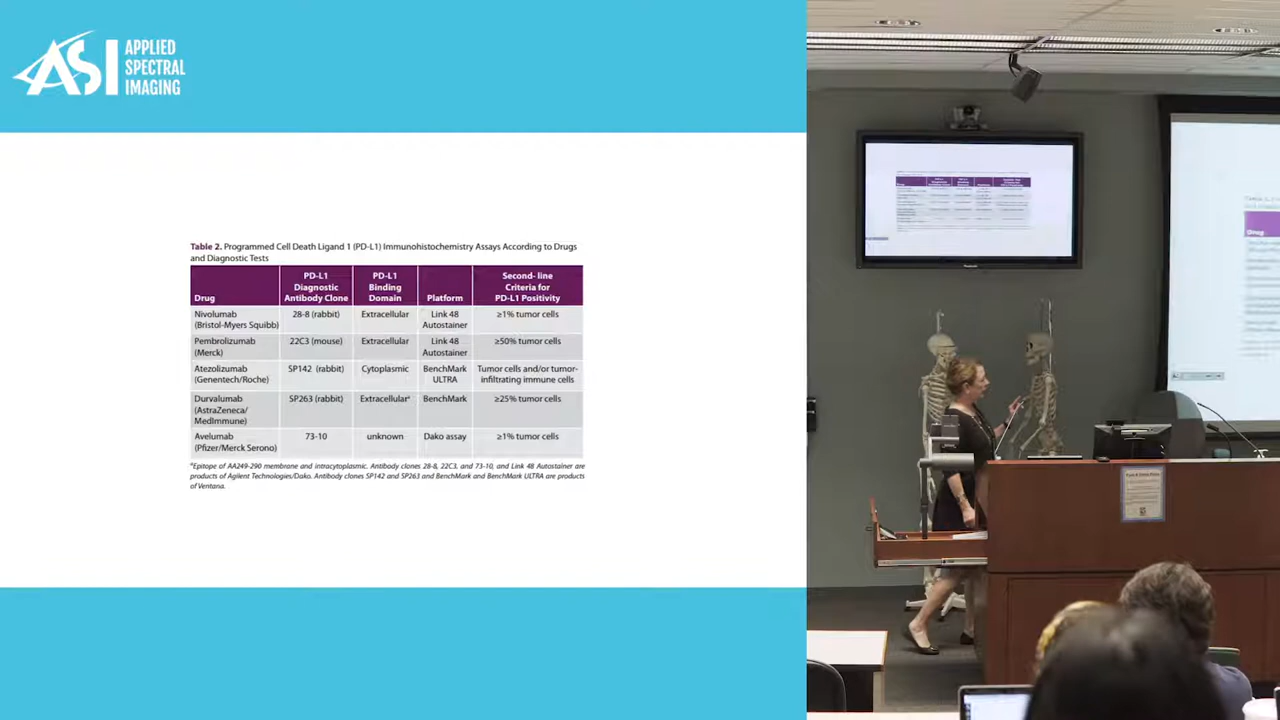 ASI APPLIED
SPECTRAL
IMAGING
Table 2. Programmed Cell Death Ligand 1 (PD-L1) Immunohistochemistry Assays According to Drugs
and Diagnostic Tests
Drug PD-L1 Diagnostic Antibody Clone PD-L1 Binding Domain Platform Second- line Criteria for PD-L1 Positivity
Nivolumab 28-8 (rabbit) Extracellular Link 48 ≥1% tumor cells
(Bristol-Myers Squibb) Autostainer
Pembrolizumab 22C3 (mouse) Extracellular Link 48 ≥50% tumor cells
(Merck) Autostainer
Atezolizumab SP142 (rabbit) Cytoplasmic BenchMark Tumor cells and/or tumor-
(Genentech/Roche) ULTRA infiltrating immune cells
Durvalumab SP263 (rabbit) Extracellularᵃ BenchMark ≥25% tumor cells
(AstraZeneca/
MedImmune)
Avelumab 73-10 unknown Dako assay ≥1% tumor cells
(Pfizer/Merck Serono)
ᵃEpitope of AA249-290 membrane and intracytoplasmic. Antibody clones 28-8, 22C3, and 73-10, and Link 48 Autostainer are
products of Agilent Technologies/Dako. Antibody clones SP142 and SP263 and BenchMark and BenchMark ULTRA are products
of Ventana.
Drug